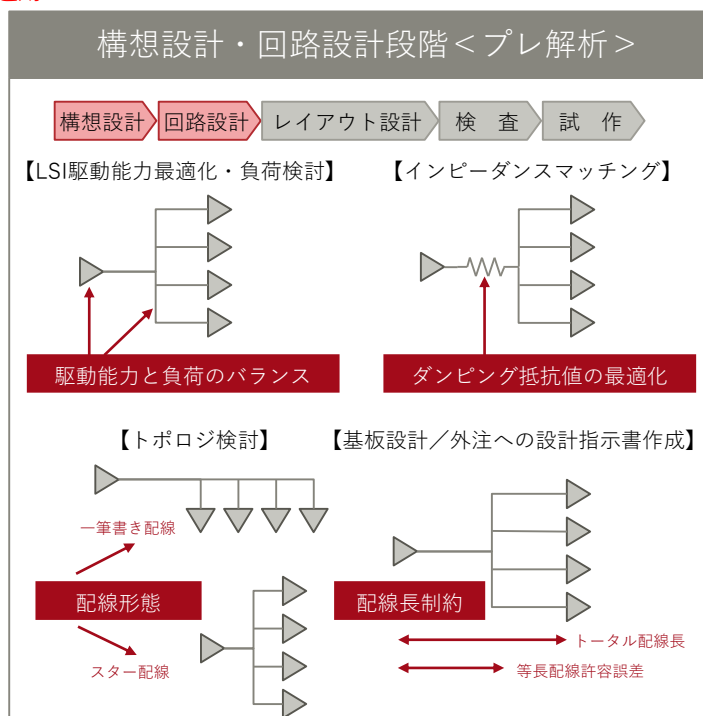 構想設計・回路設計段階＜プレ解析＞
構想設計 回路設計 レイアウト設計 検　査 試　作
【LSI駆動能力最適化・負荷検討】
【インピーダンスマッチング】
駆動能力と負荷のバランス
ダンピング抵抗値の最適化
【トポロジ検討】
【基板設計／外注への設計指示書作成】
一筆書き配線
配線形態
スター配線
配線長制約
トータル配線長
等長配線許容誤差